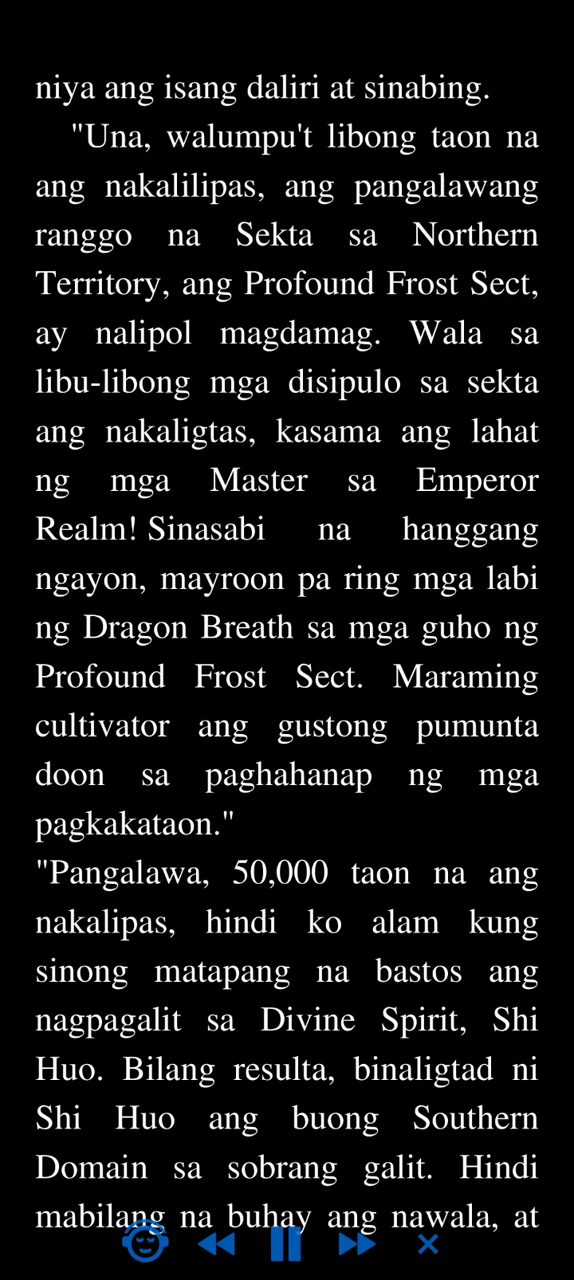 niya ang isang daliri at sinabing.
"Una, walumpu't libong taon na
ang nakalilipas, ang pangalawang
ranggo na Sekta sa Northern
Territory, ang Profound Frost Sect,
ay nalipol magdamag. Wala sa
libu-libong mga disipulo sa sekta
ang nakaligtas, kasama ang lahat
ng mga Master sa Emperor
Realm! Sinasabi na hanggang
ngayon, mayroon pa ring mga labi
ng Dragon Breath sa mga guho ng
Profound Frost Sect. Maraming
cultivator ang gustong pumunta
doon sa paghahanap ng mga
pagkakataon."
"Pangalawa, 50,000 taon na ang
nakalipas, hindi ko alam kung
sinong matapang na bastos ang
nagpagalit sa Divine Spirit, Shi
Huo. Bilang resulta, binaligtad ni
Shi Huo ang buong Southern
Domain sa sobrang galit. Hindi
mabilang na buhay ang nawala, at